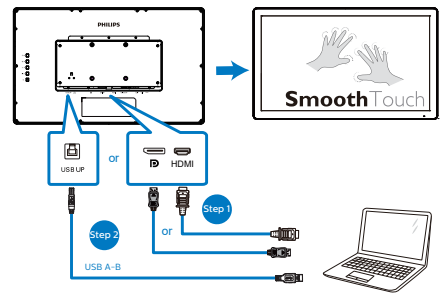 PHILIPS
SmoothTouch
USB UP
or
HDMI
Step 1
or
Step 2
USB A-B